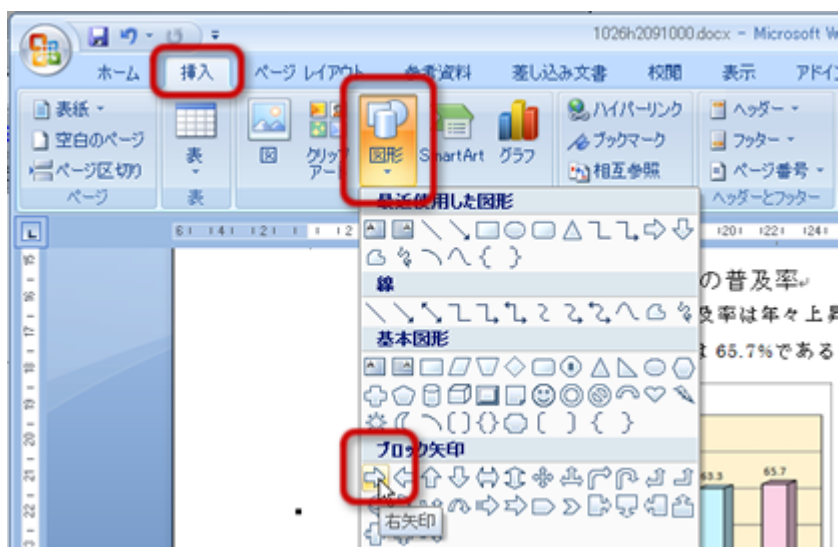 1026h2091000.docx - Microsoft
ホーム 挿入 ページ レイアウト 参考資料 差し込み文書 校閲 表示 アドイン
表紙 ハイパーリンク ヘッダー
空白のページ ブックマーク フッター
ページ区切り 表 図 クリップアート 図形 SmartArt グラフ 相互参照 ページ番号
ページ 表 ヘッダーとフッター
最近使用した図形
の普及率
線
及率は年々上昇
基本図形
は 65.7%である
ブロック矢印
63.3 65.7
右矢印